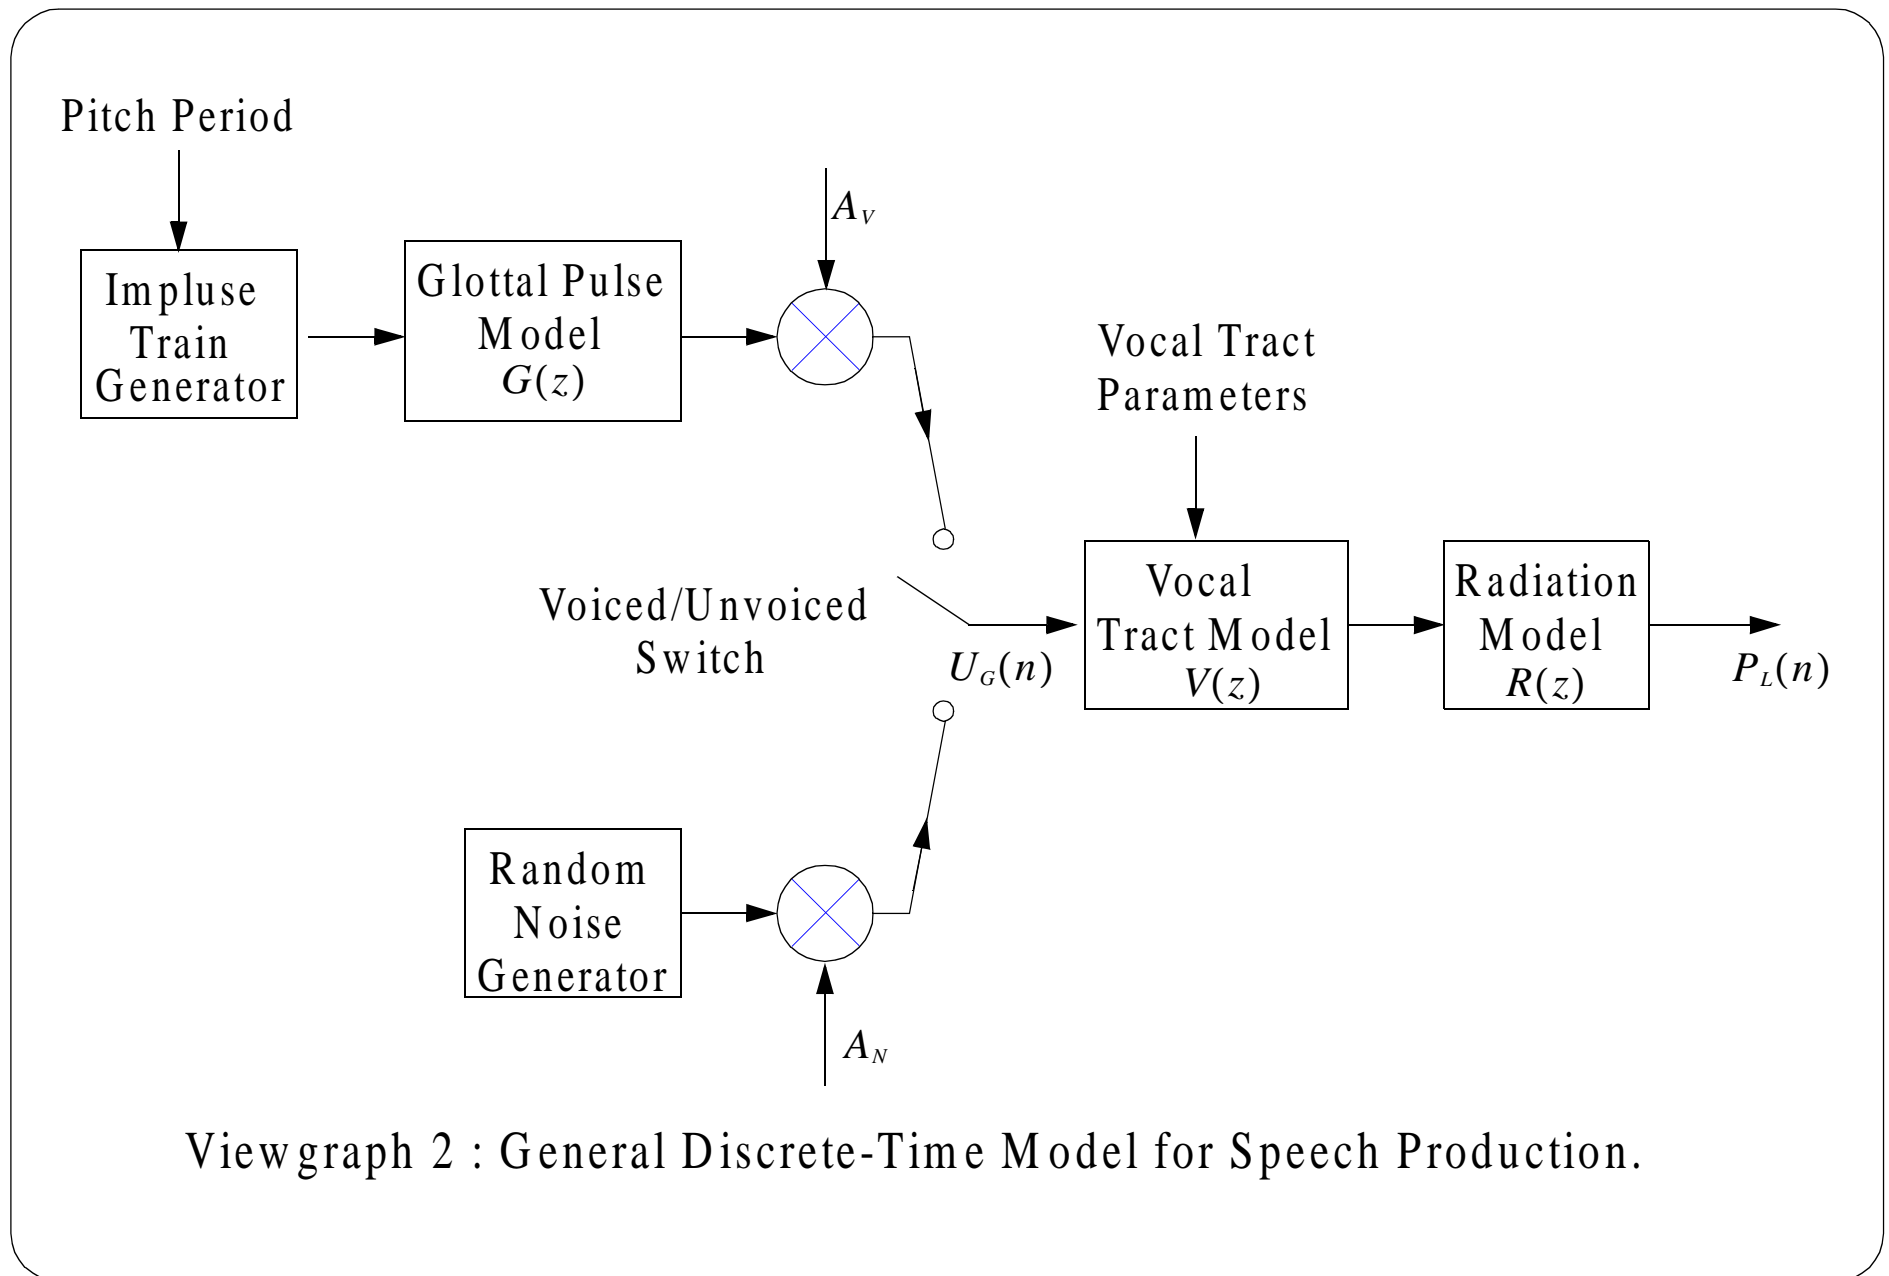 Pitch Period
A_V
Impluse
Train
Generator
Glottal Pulse
Model
G(z)
Vocal Tract
Parameters
Voiced/Unvoiced
Switch
U_G(n)
Vocal
Tract Model
V(z)
Radiation
Model
R(z)
P_L(n)
Random
Noise
Generator
A_N
Viewgraph 2 : General Discrete-Time Model for Speech Production.